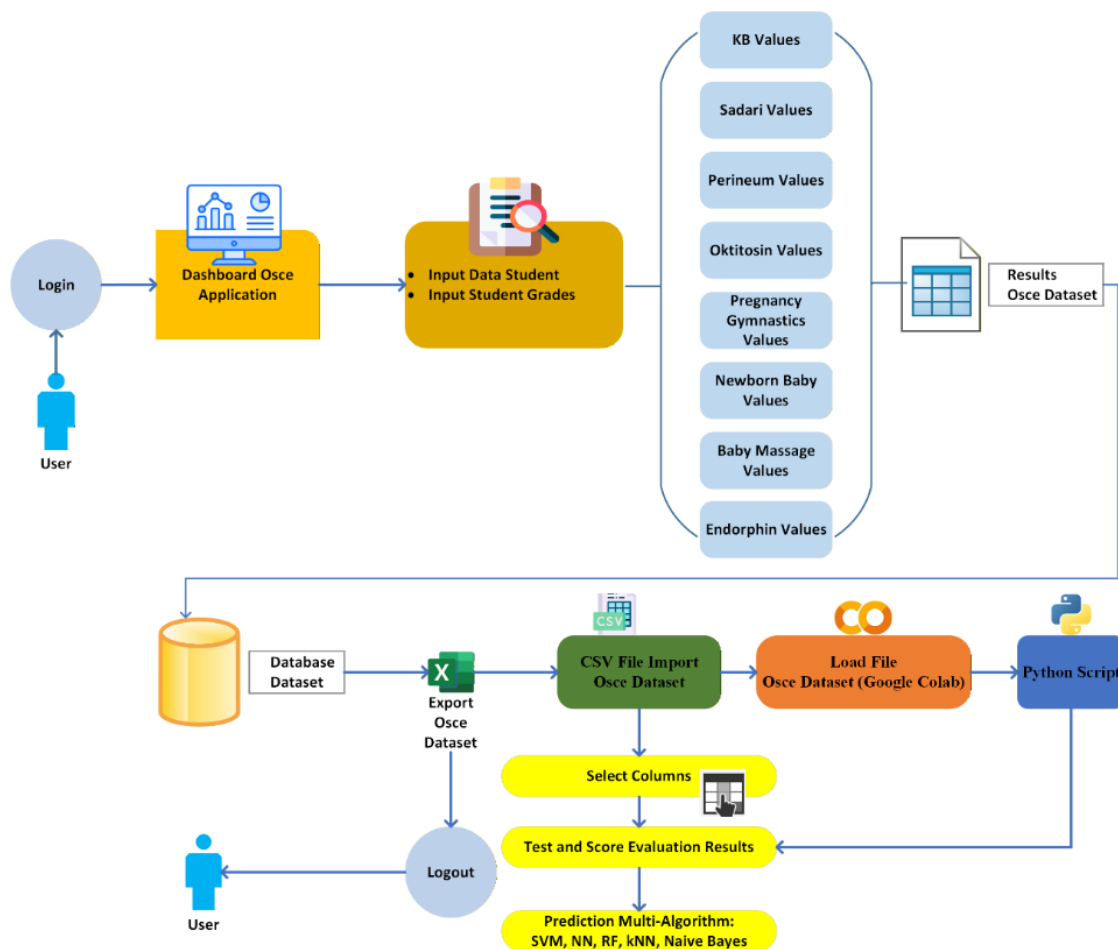 KB Values
Sadari Values
Perineum Values
Oktitosin Values
Pregnancy
Gymnastics
Values
Newborn Baby
Values
Baby Massage
Values
Endorphin Values
Login
User
Dashboard Osce
Application
• Input Data Student
• Input Student Grades
Results
Osce Dataset
Database
Dataset
X
Export
Osce
Dataset
CSV
CSV File Import
Osce Dataset
Load File
Osce Dataset (Google Colab)
Python Script
Select Columns
Test and Score Evaluation Results
Prediction Multi-Algorithm:
SVM, NN, RF, kNN, Naive Bayes
Logout
User